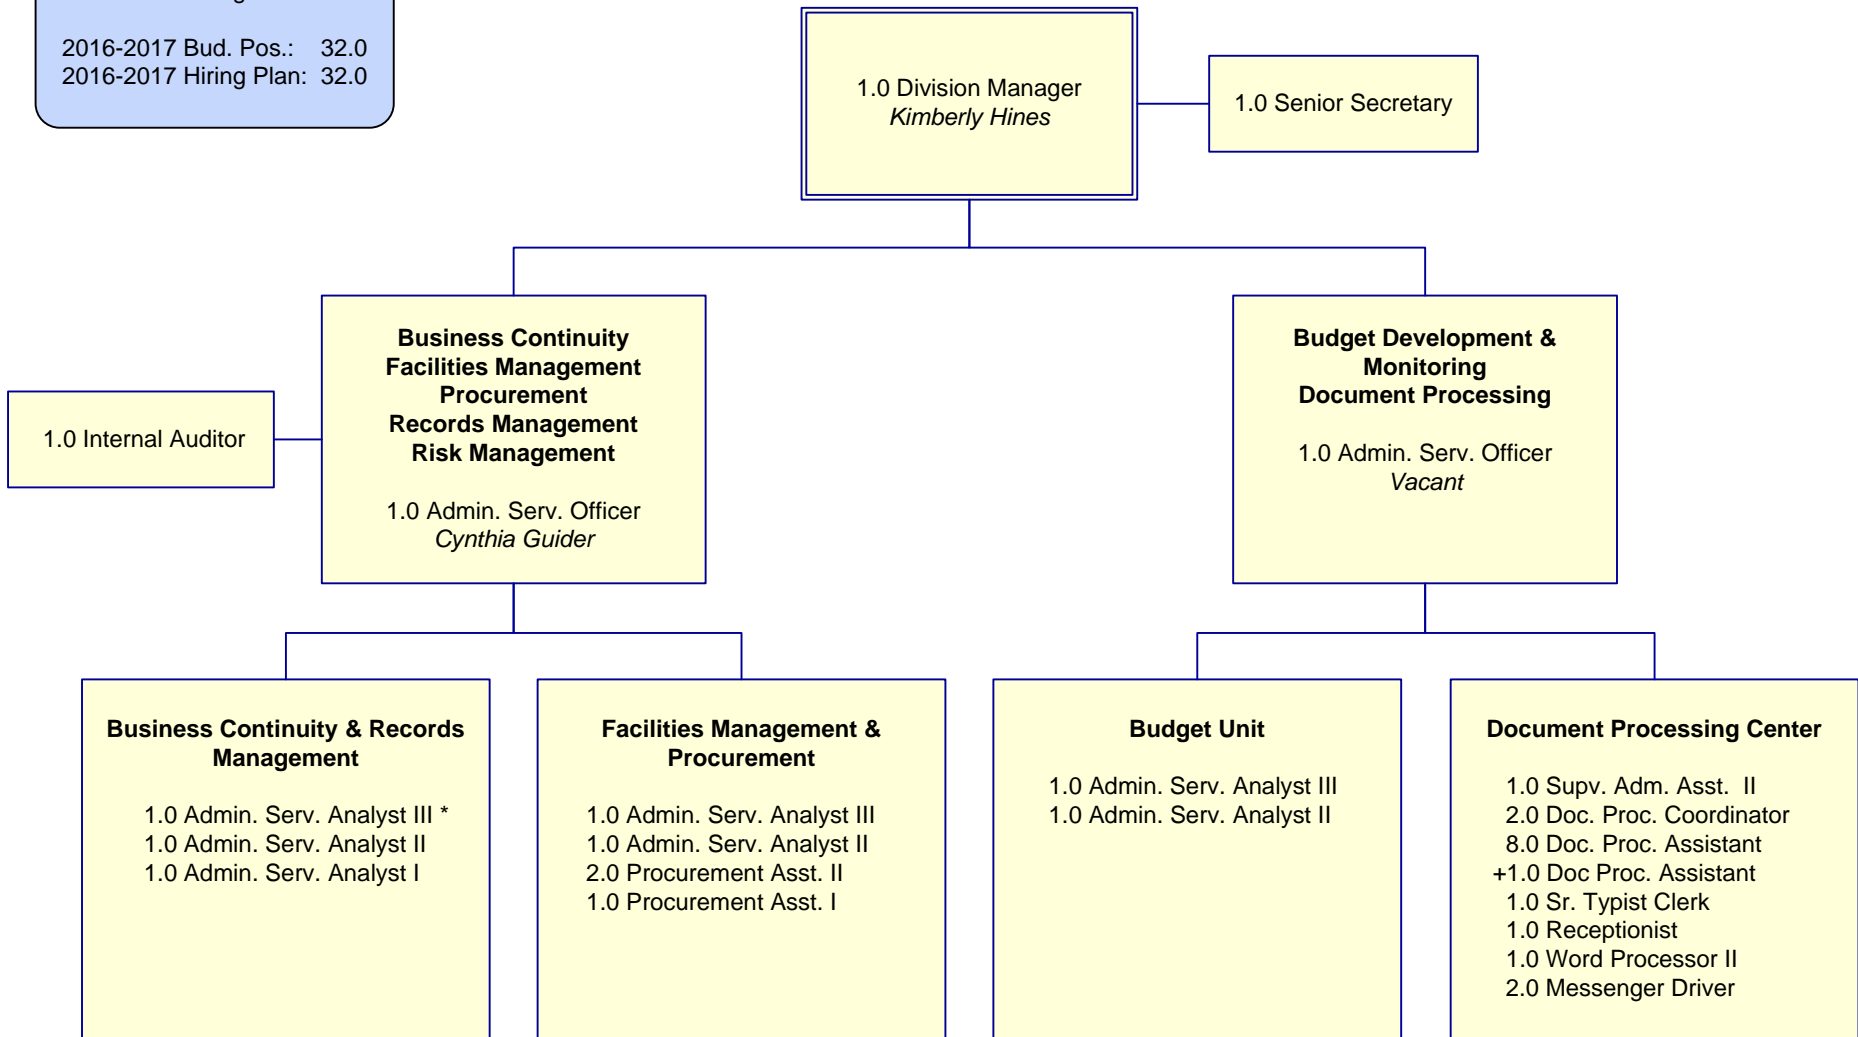 2016-2017 Bud. Pos.: 32.0
2016-2017 Hiring Plan: 32.0
1.0 Division Manager
Kimberly Hines
1.0 Senior Secretary
Business Continuity
Facilities Management
Procurement
Records Management
Risk Management
1.0 Admin. Serv. Officer
Cynthia Guider
1.0 Internal Auditor
Budget Development &
Monitoring
Document Processing
1.0 Admin. Serv. Officer
Vacant
Business Continuity & Records
Management
1.0 Admin. Serv. Analyst III *
1.0 Admin. Serv. Analyst II
1.0 Admin. Serv. Analyst I
Facilities Management &
Procurement
1.0 Admin. Serv. Analyst III
1.0 Admin. Serv. Analyst II
2.0 Procurement Asst. II
1.0 Procurement Asst. I
Budget Unit
1.0 Admin. Serv. Analyst III
1.0 Admin. Serv. Analyst II
Document Processing Center
1.0 Supv. Adm. Asst. II
2.0 Doc. Proc. Coordinator
8.0 Doc. Proc. Assistant
+1.0 Doc Proc. Assistant
1.0 Sr. Typist Clerk
1.0 Receptionist
1.0 Word Processor II
2.0 Messenger Driver